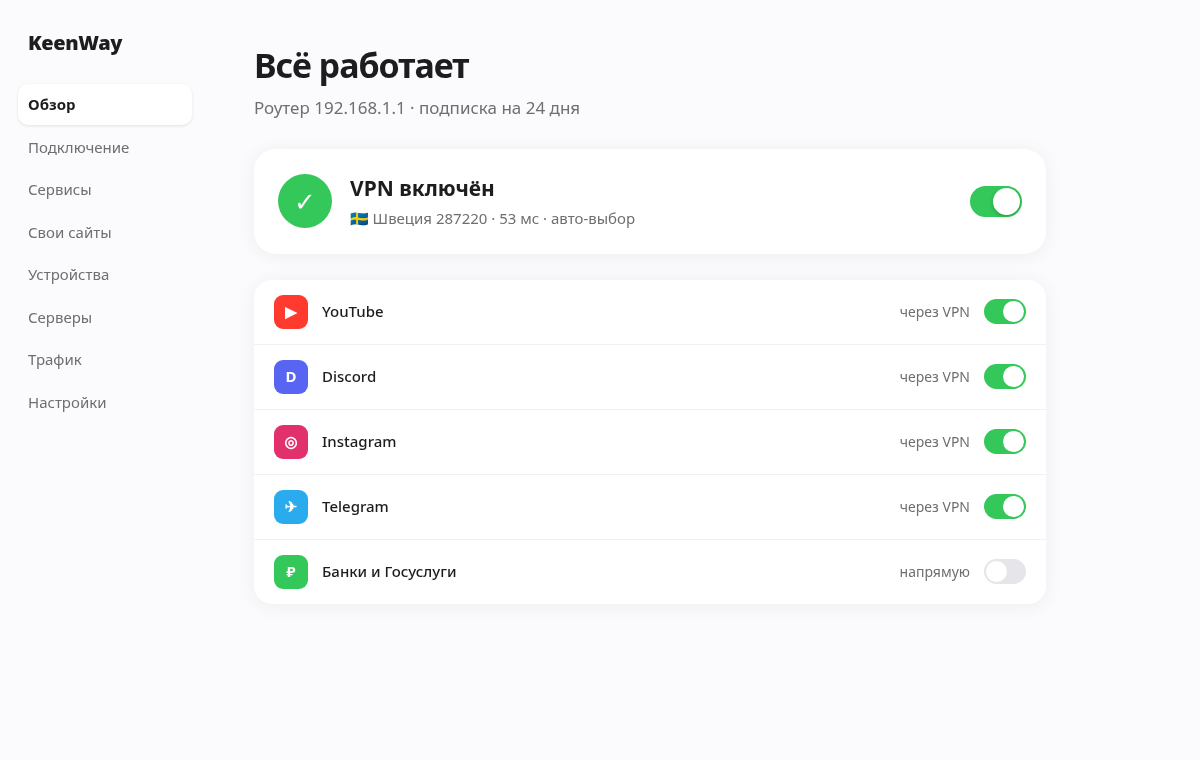 KeenWay
Обзор
Подключение
Сервисы
Свои сайты
Устройства
Серверы
Трафик
Настройки
Всё работает
Роутер 192.168.1.1 · подписка на 24 дня
✓
VPN включён
🇸🇪 Швеция 287220 · 53 мс · авто-выбор
▶ YouTube через VPN
D Discord через VPN
◎ Instagram через VPN
✈ Telegram через VPN
₽ Банки и Госуслуги напрямую